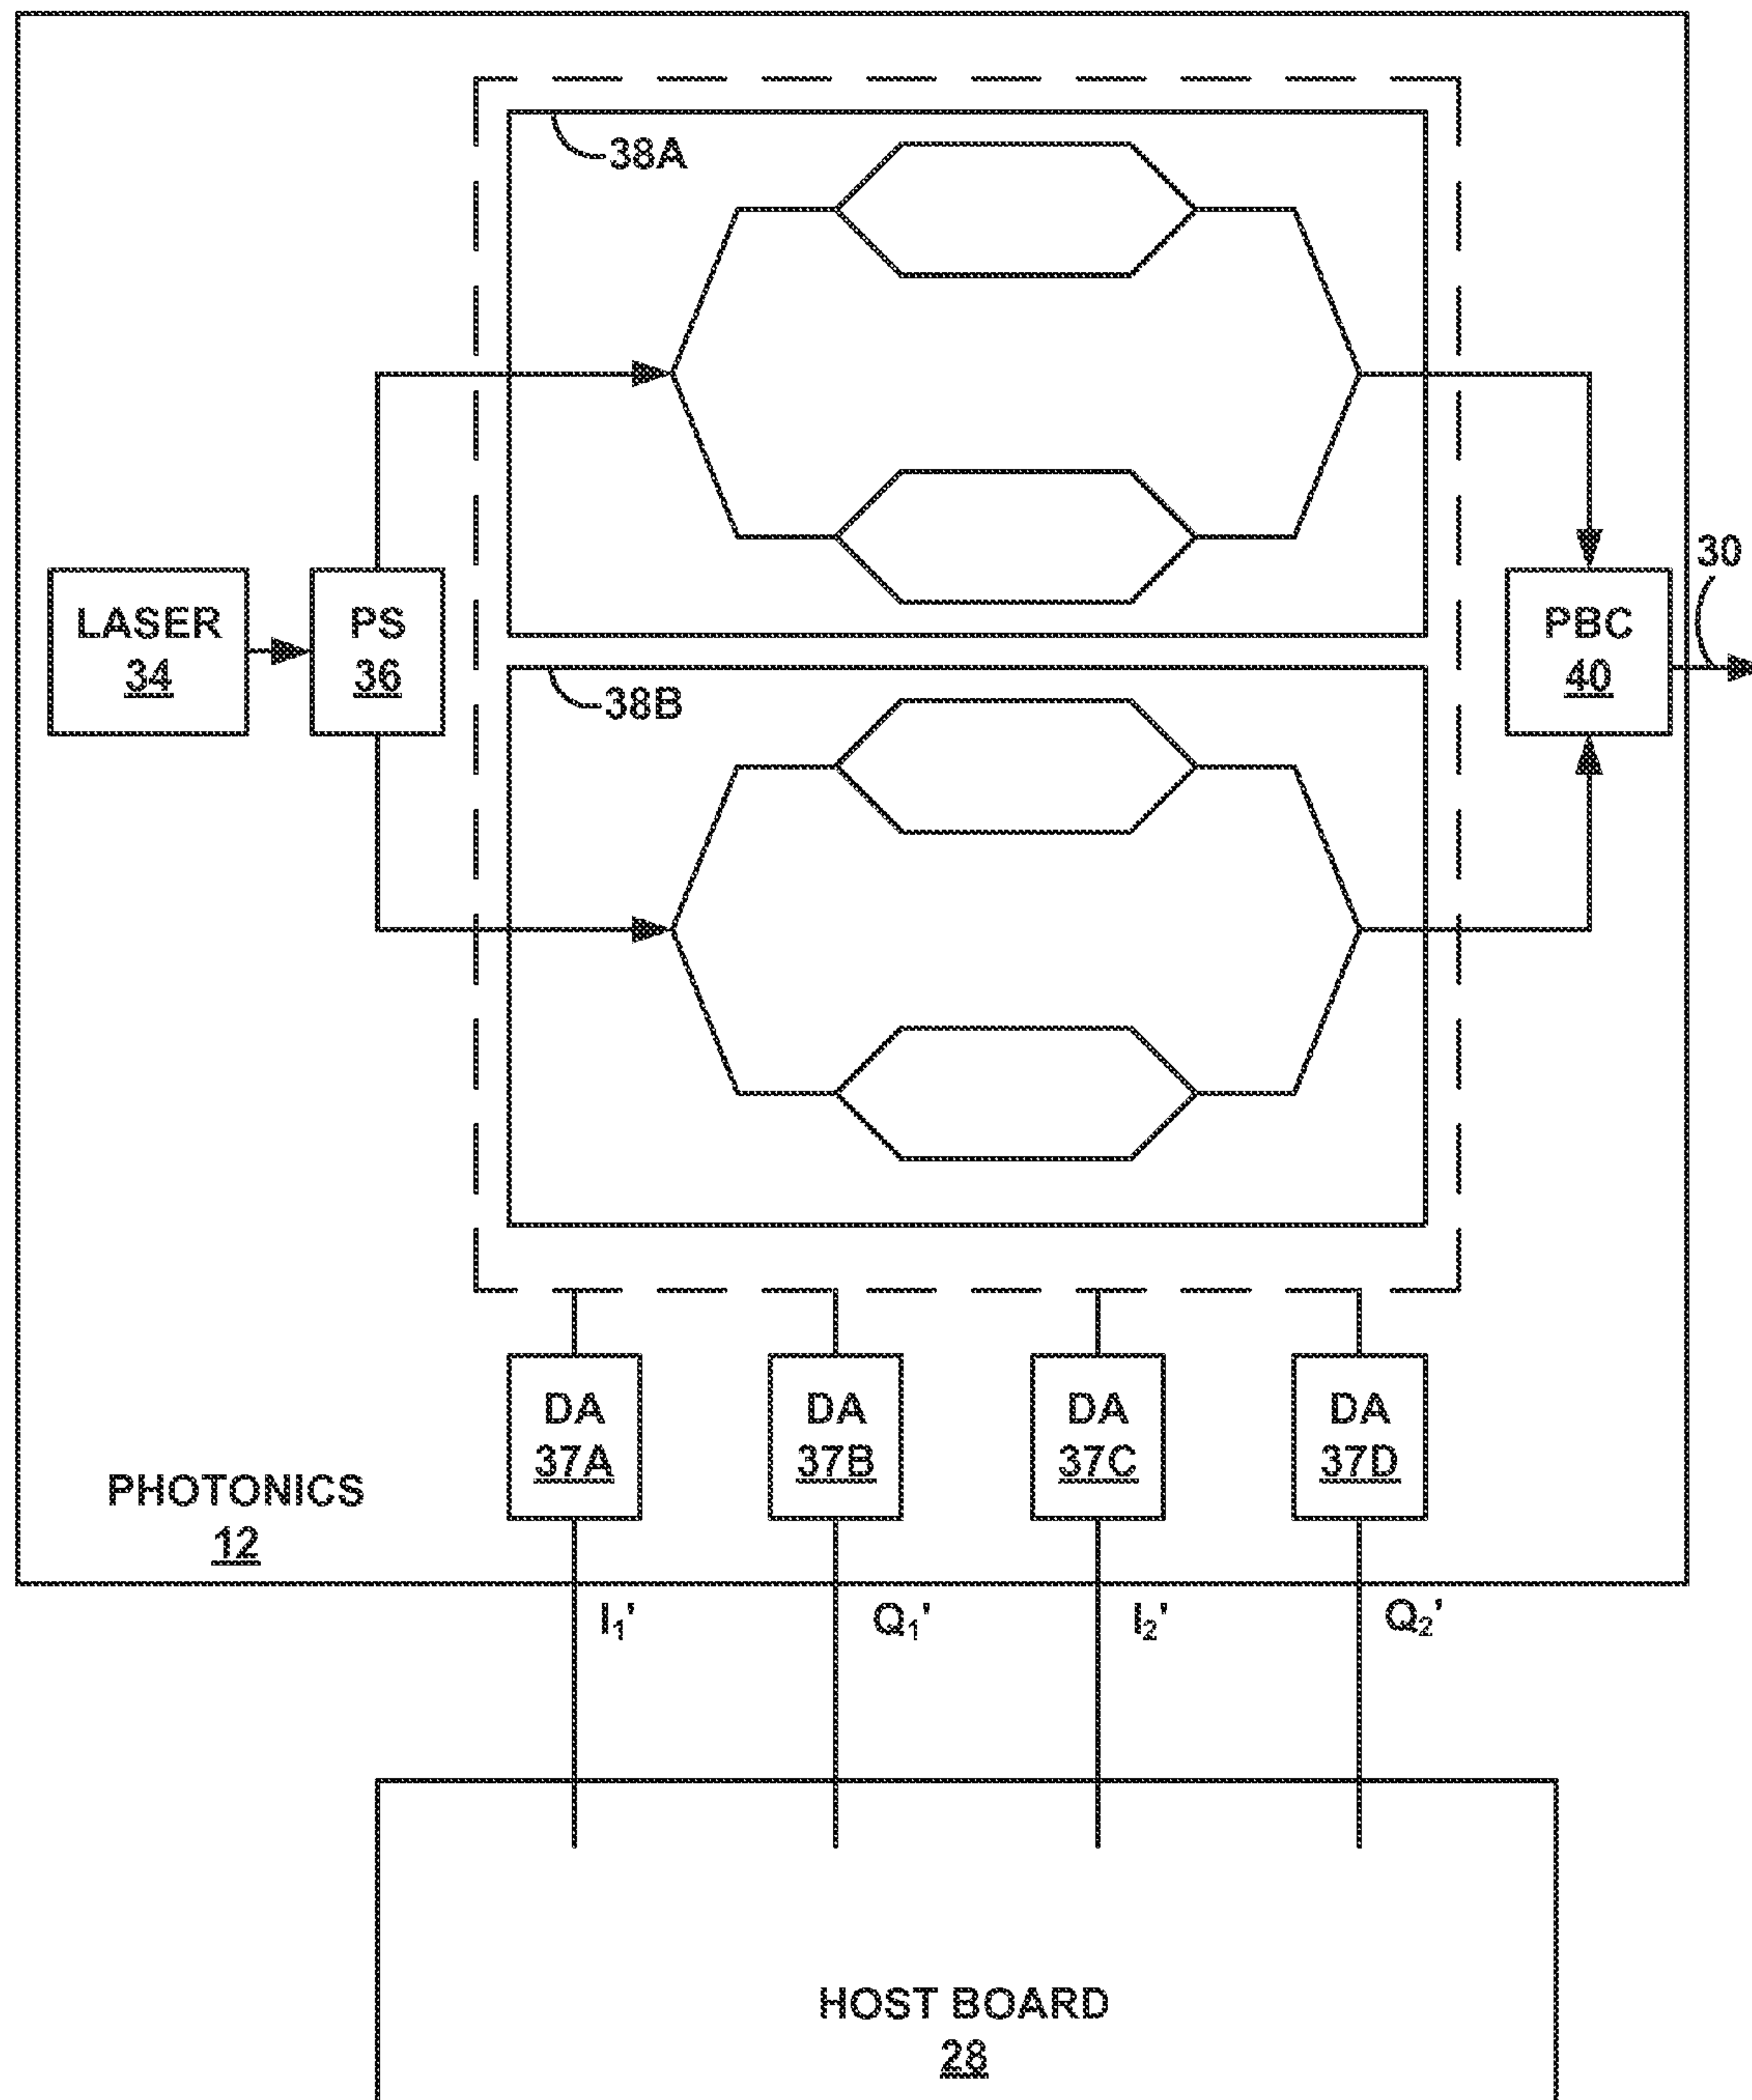 38A
30
LASER
34
PS
36
PBC
40
38B
DA
37A
DA
37B
DA
37C
DA
37D
PHOTONICS
12
I₁'
Q₁'
I₂'
Q₂'
HOST BOARD
28